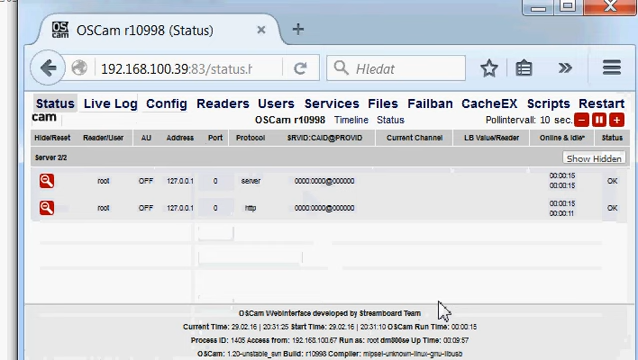 OSCam r10998 (Status)
192.168.100.39:83/status.h
Hledat
Status Live Log Config Readers Users Services Files Failban CacheEX Scripts Restart
cam OSCam r10998 Timeline Status Pollintervall: 10 sec.
Hide/Reset Reader/User AU Address Port Protocol SRVID:CAID@PROVID Current Channel LB Value/Reader Online & Idle* Status
Server 2/2 Show Hidden
root OFF 127.0.0.1 0 server 0000:0000@000000 00:00:15 OK
00:00:15
root OFF 127.0.0.1 0 http 0000:0000@000000 00:00:15 OK
00:00:11
OSCam WebInterface developed by Streamboard Team
Current Time: 29.02.16 | 20:31:25 Start Time: 29.02.16 | 20:31:10 OSCam Run Time: 00:00:15
Process ID: 1405 Access from: 192.168.100.67 Run as: root dm800se Up Time: 00:09:57
OSCam: 1.20-unstable_svn Build: r10998 Compiler: mipsel-unknown-linux-gnu-libusb